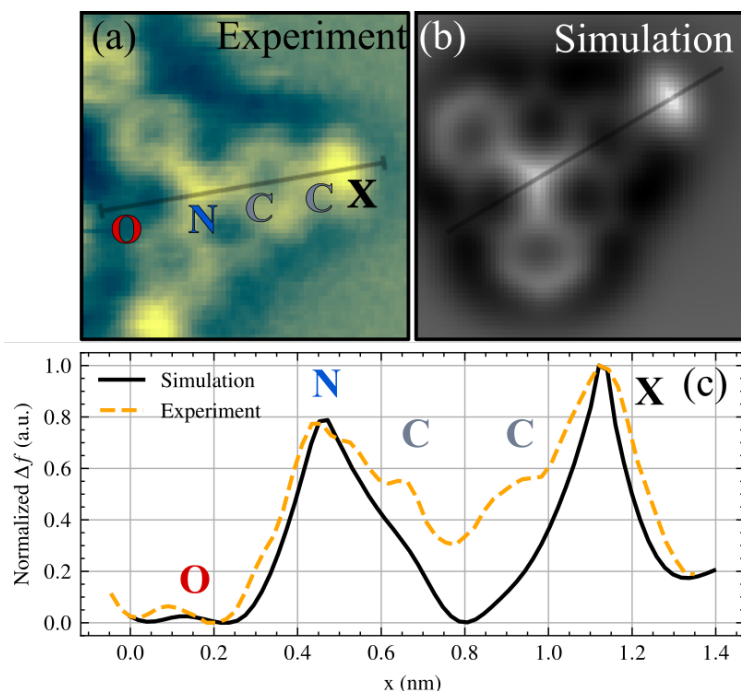 (a) Experiment
(b) Simulation
O N C C X
1.0
0.8
0.6
0.4
0.2
0.0
Normalized Δf (a.u.)
Simulation
Experiment
O N C C X (c)
0.0 0.2 0.4 0.6 0.8 1.0 1.2 1.4
x (nm)